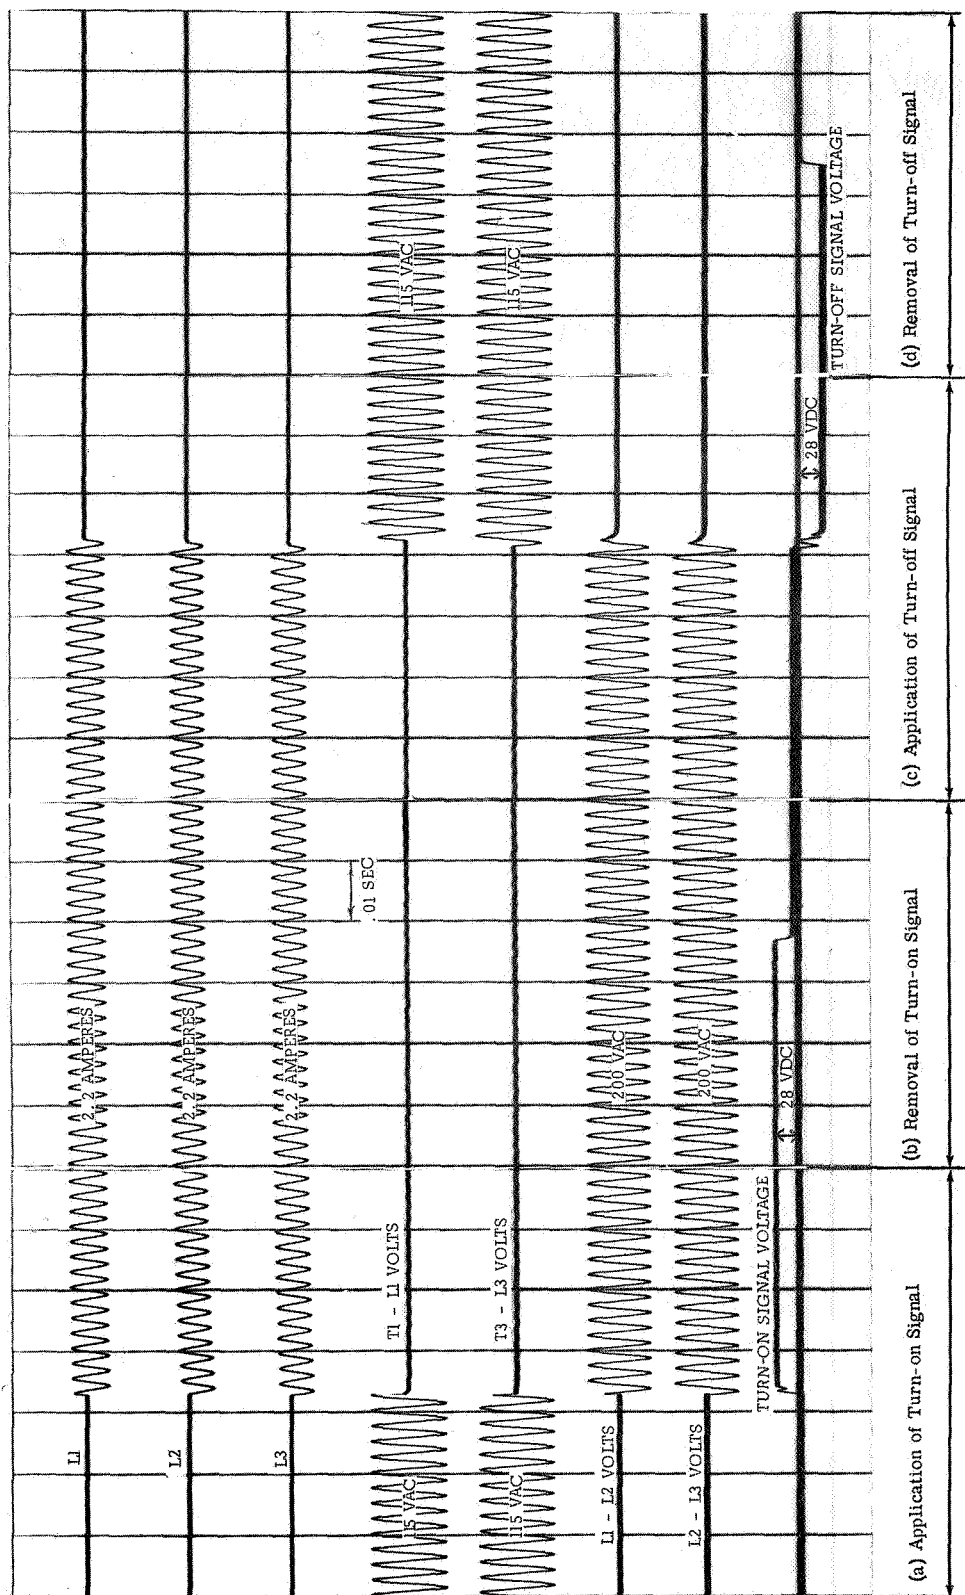 L1
2.2 AMPERES
L2
2.2 AMPERES
L3
2.2 AMPERES
.01 SEC
115 VAC
T1 - L1 VOLTS
115 VAC
115 VAC
T3 - L3 VOLTS
115 VAC
L1 - L2 VOLTS
200 VAC
L2 - L3 VOLTS
200 VAC
TURN-ON SIGNAL VOLTAGE
28 VDC
28 VDC
TURN-OFF SIGNAL VOLTAGE
(a) Application of Turn-on Signal
(b) Removal of Turn-on Signal
(c) Application of Turn-off Signal
(d) Removal of Turn-off Signal